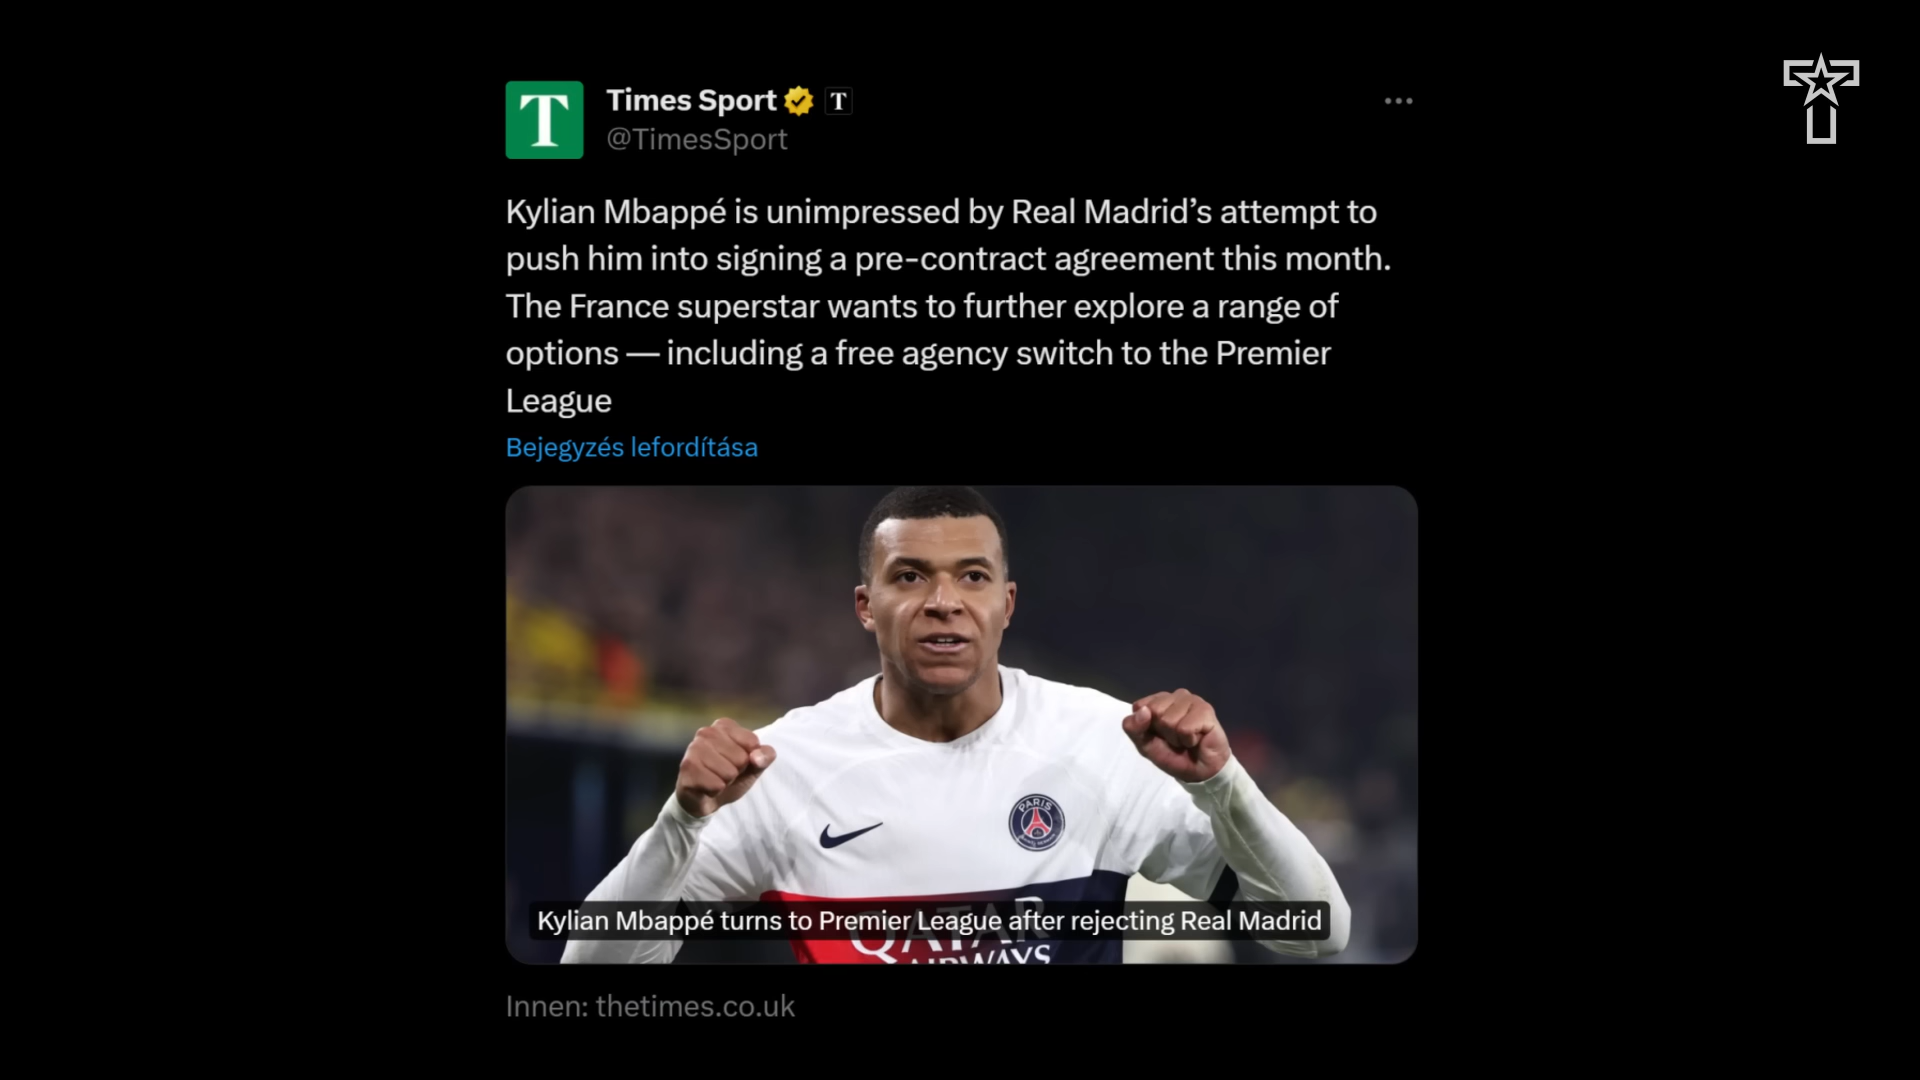 T
Times Sport T
@TimesSport
Kylian Mbappé is unimpressed by Real Madrid’s attempt to
push him into signing a pre-contract agreement this month.
The France superstar wants to further explore a range of
options — including a free agency switch to the Premier
League
Bejegyzés lefordítása
PARIS
Kylian Mbappé turns to Premier League after rejecting Real Madrid
QATAR
AIRWAYS
Innen: thetimes.co.uk